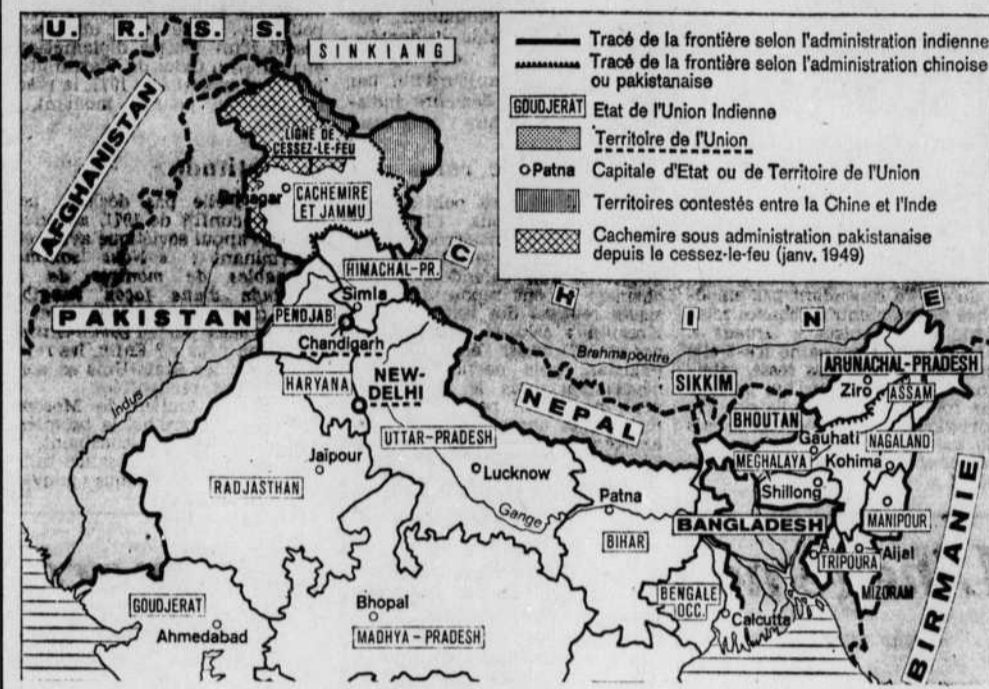 U. R. S. S.
SINKIANG
AFGHANISTAN
Tracé de la frontière selon l'administration indienne
Tracé de la frontière selon l'administration chinoise
ou pakistanaise
GOUDJERAT
Etat de l'Union Indienne
Territoire de l'Union
Patna
Capitale d'Etat ou de Territoire de l'Union
Territoires contestés entre la Chine et l'Inde
Cachemire sous administration pakistanaise
depuis le cessez-le-feu (janv. 1949)
LIGNE DE
CESSEZ-LE-FEU
Srinagar
CACHEMIRE
ET JAMMU
HIMACHAL-PR.
CHINE
Simla
PAKISTAN
PENDJAB
Chandigarh
Brahmapoutre
ARUNACHAL-PRADESH
Ziro
ASSAM
HARYANA
NEW-
DELHI
Indus
NEPAL
SIKKIM
BHOUTAN
Gauhati
NAGALAND
UTTAR-PRADESH
MEGHALAYA
Kohima
Jaïpour
Lucknow
RADJASTHAN
Shillong
Gange
Patna
BANGLADESH
MANIPOUR
BIHAR
TRIPOURA
Aijal
MIZORAM
BIRMANIE
GOUDJERAT
Ahmedabad
Bhopal
MADHYA-PRADESH
BENGALE
OCC.
Calcutta